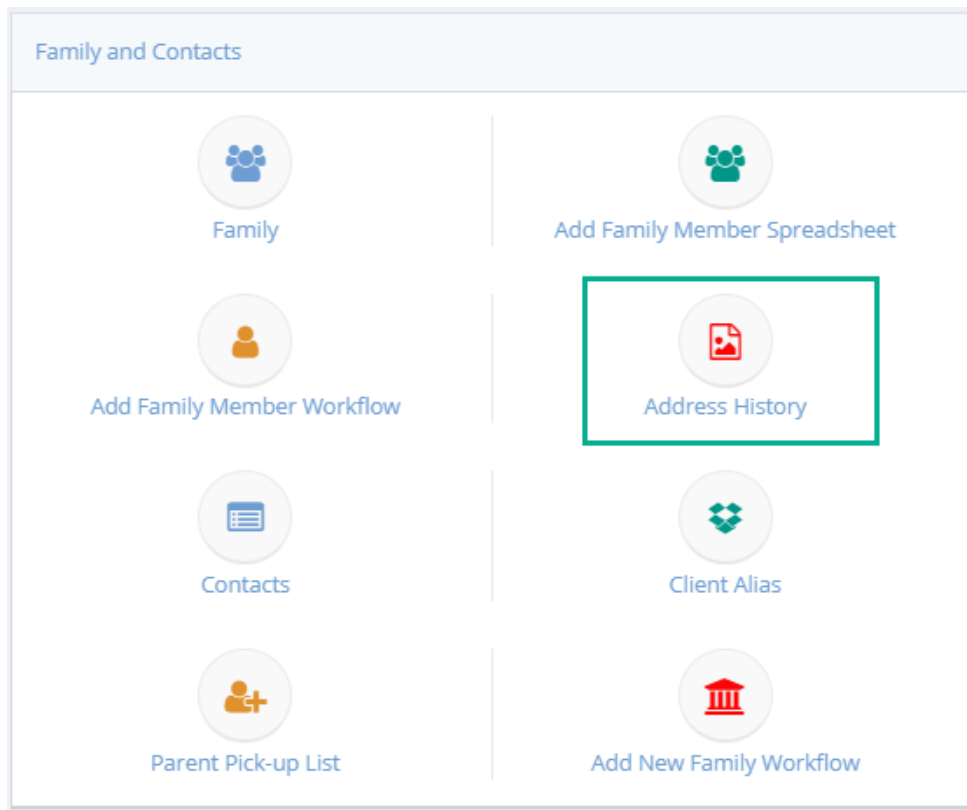 Family and Contacts
Family
Add Family Member Spreadsheet
Add Family Member Workflow
Address History
Contacts
Client Alias
Parent Pick-up List
Add New Family Workflow